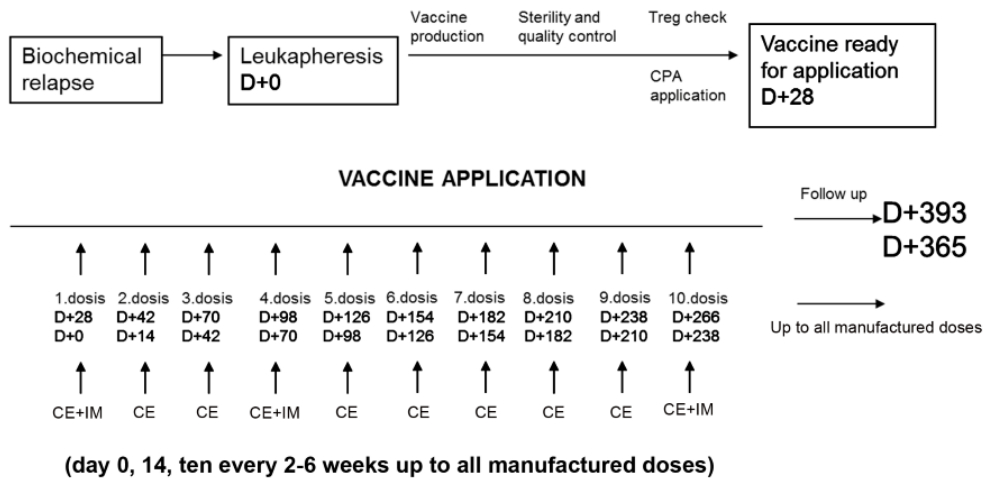 Biochemical
relapse
Leukapheresis
D+0
Vaccine
production
Sterility and
quality control
Treg check
CPA
application
Vaccine ready
for application
D+28
VACCINE APPLICATION
Follow up
D+393
D+365
1.dosis 2.dosis 3.dosis 4.dosis 5.dosis 6.dosis 7.dosis 8.dosis 9.dosis 10.dosis
D+28 D+42 D+70 D+98 D+126 D+154 D+182 D+210 D+238 D+266
D+0 D+14 D+42 D+70 D+98 D+126 D+154 D+182 D+210 D+238
Up to all manufactured doses
CE+IM CE CE CE+IM CE CE CE CE CE CE+IM
(day 0, 14, ten every 2-6 weeks up to all manufactured doses)